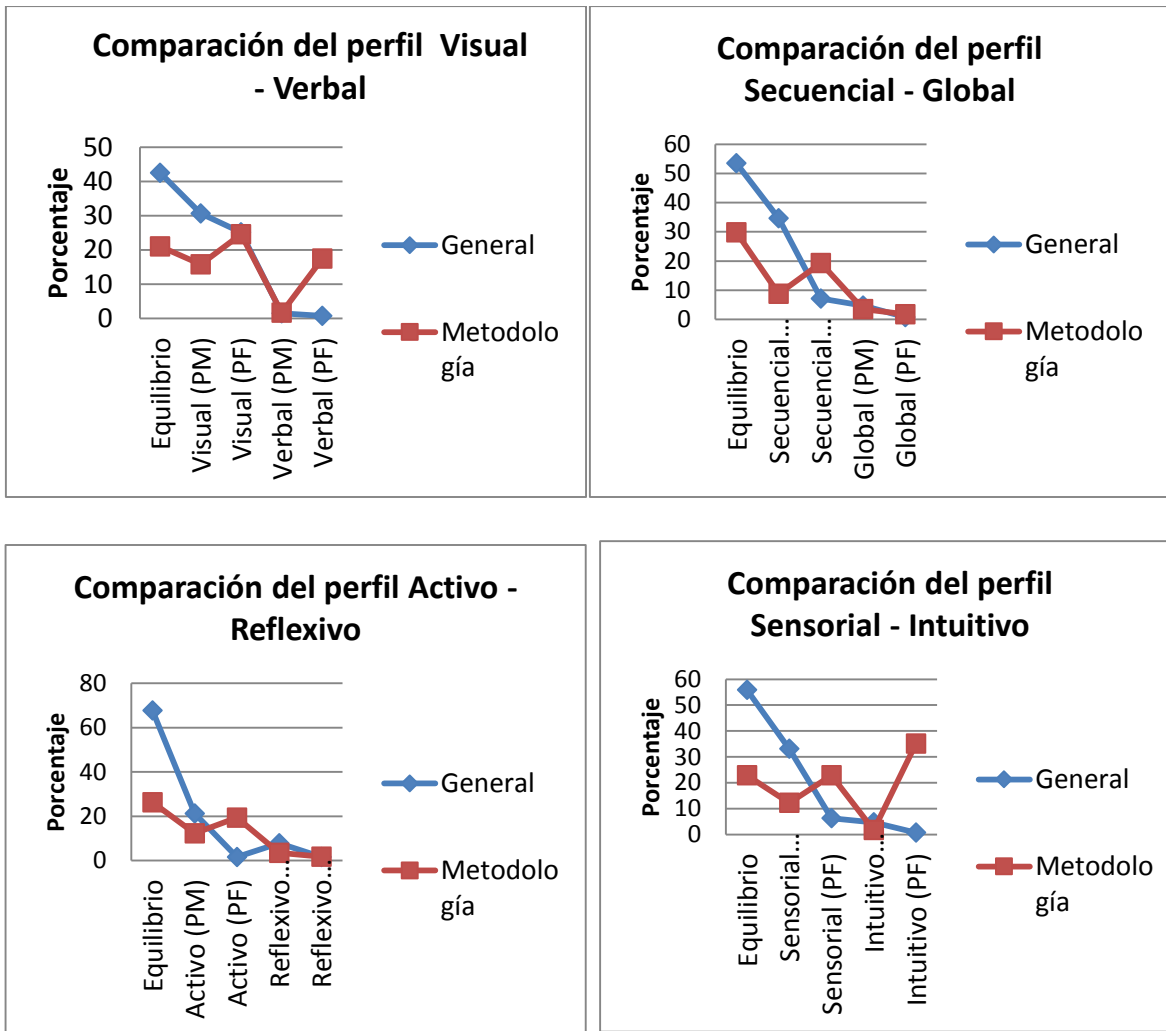 Comparación del perfil Visual
- Verbal
Porcentaje
50
40
30
20
10
0
Equilibrio
Visual (PM)
Visual (PF)
Verbal (PM)
Verbal (PF)
General
Metodolo
gía
Comparación del perfil
Secuencial - Global
Porcentaje
60
50
40
30
20
10
0
Equilibrio
Secuencial...
Secuencial...
Global (PM)
Global (PF)
General
Metodolo
gía
Comparación del perfil Activo -
Reflexivo
Porcentaje
80
60
40
20
0
Equilibrio
Activo (PM)
Activo (PF)
Reflexivo...
Reflexivo...
General
Metodolo
gía
Comparación del perfil
Sensorial - Intuitivo
Porcentaje
60
50
40
30
20
10
0
Equilibrio
Sensorial...
Sensorial (PF)
Intuitivo...
Intuitivo (PF)
General
Metodolo
gía